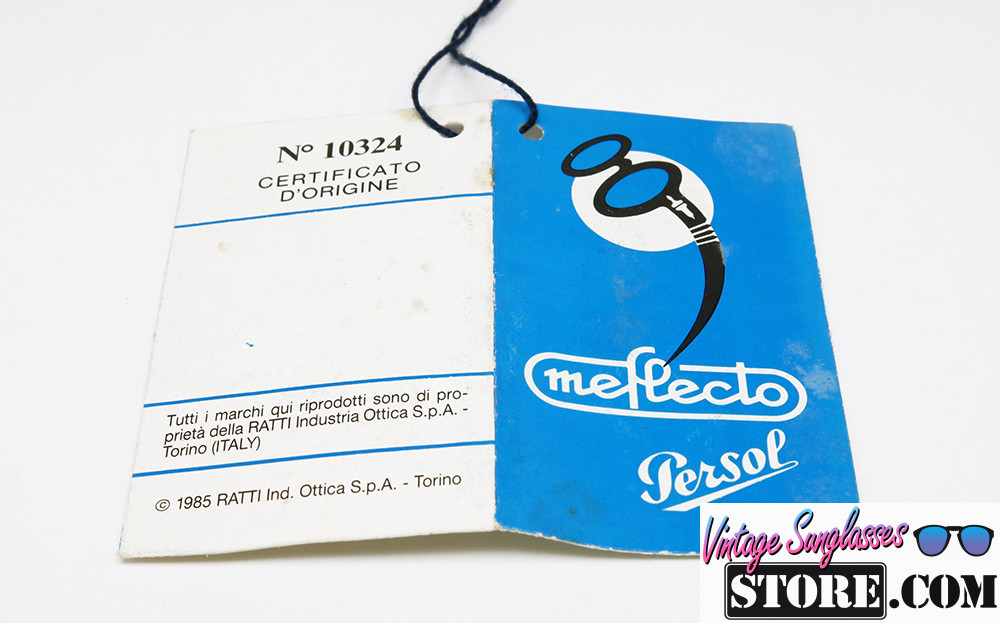 Nº 10324
CERTIFICATO
D'ORIGINE
Tutti i marchi qui riprodotti sono di pro-
prietà della RATTI Industria Ottica S.p.A. -
Torino (ITALY)
© 1985 RATTI Ind. Ottica S.p.A. - Torino
meflecto
Persol
Vintage Sunglasses
STORE.COM